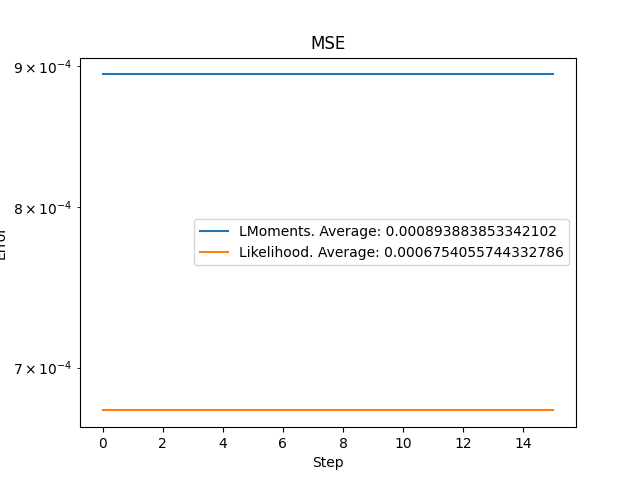 MSE
9 × 10⁻⁴
8 × 10⁻⁴
7 × 10⁻⁴
Error
LMoments. Average: 0.000893883853342102
Likelihood. Average: 0.0006754055744332786
0 2 4 6 8 10 12 14
Step